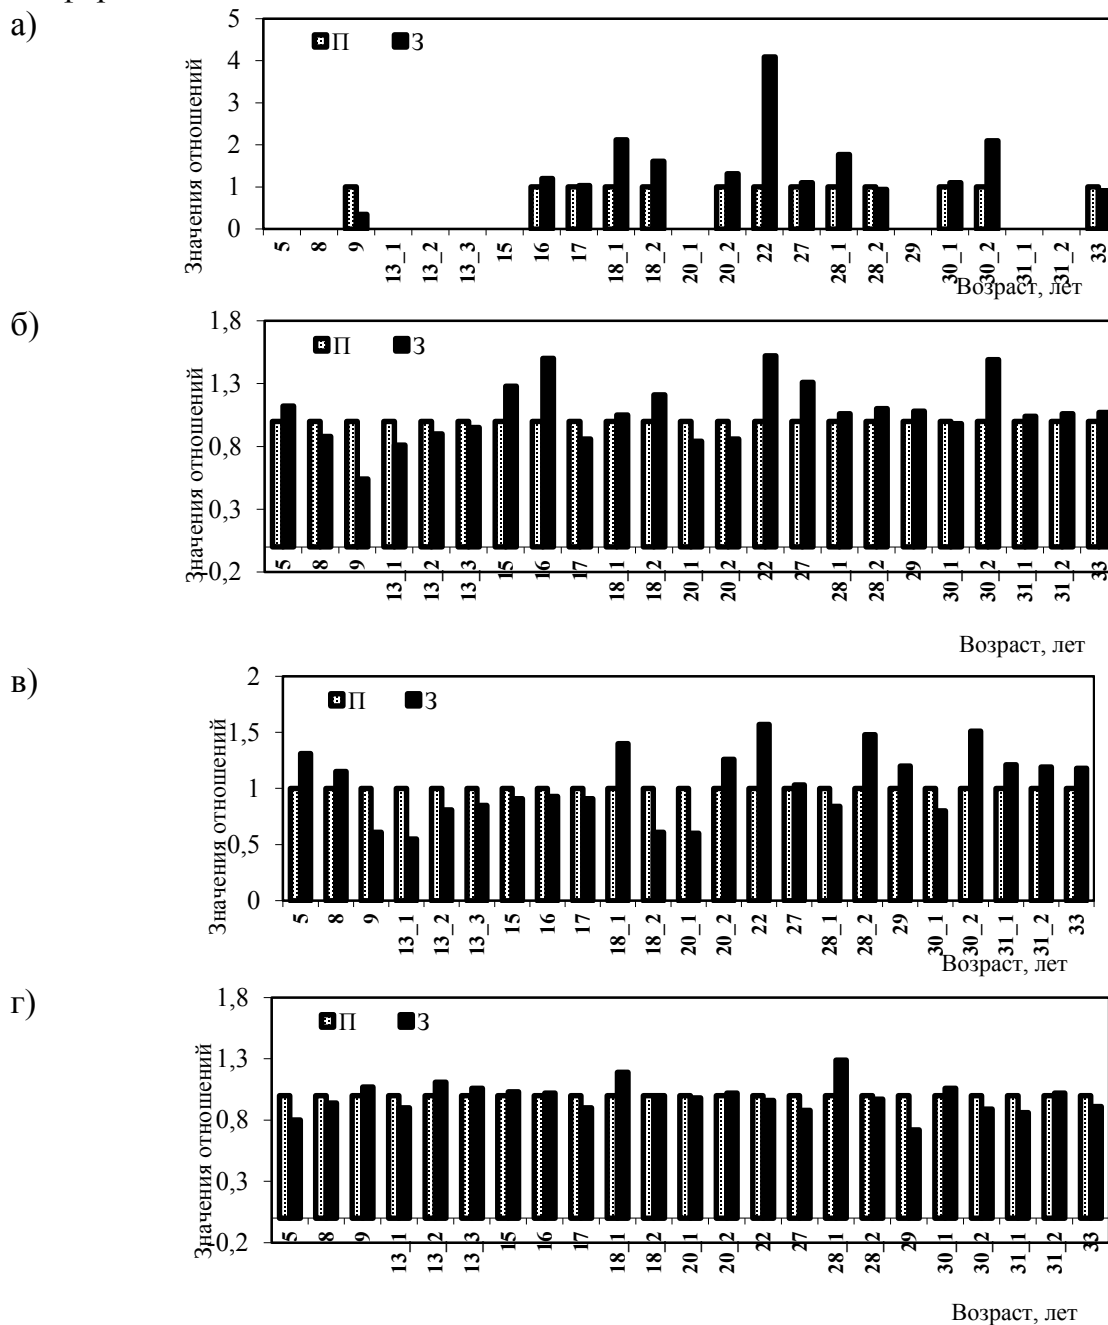 а)
5
4
3
2
1
0
Значения отношений
П З
5 8 9 13_1 13_2 13_3 15 16 17 18_1 18_2 20_1 20_2 22 27 28_1 28_2 29 30_1 30_2 31_1 31_2 33
Возраст, лет
б)
1,8
1,3
0,8
0,3
-0,2
Значения отношений
П З
5 8 9 13_1 13_2 13_3 15 16 17 18_1 18_2 20_1 20_2 22 27 28_1 28_2 29 30_1 30_2 31_1 31_2 33
Возраст, лет
в)
2
1,5
1
0,5
0
Значения отношений
П З
5 8 9 13_1 13_2 13_3 15 16 17 18_1 18_2 20_1 20_2 22 27 28_1 28_2 29 30_1 30_2 31_1 31_2 33
Возраст, лет
г)
1,8
1,3
0,8
0,3
-0,2
Значения отношений
П З
5 8 9 13_1 13_2 13_3 15 16 17 18_1 18_2 20_1 20_2 22 27 28_1 28_2 29 30_1 30_2 31_1 31_2 33
Возраст, лет